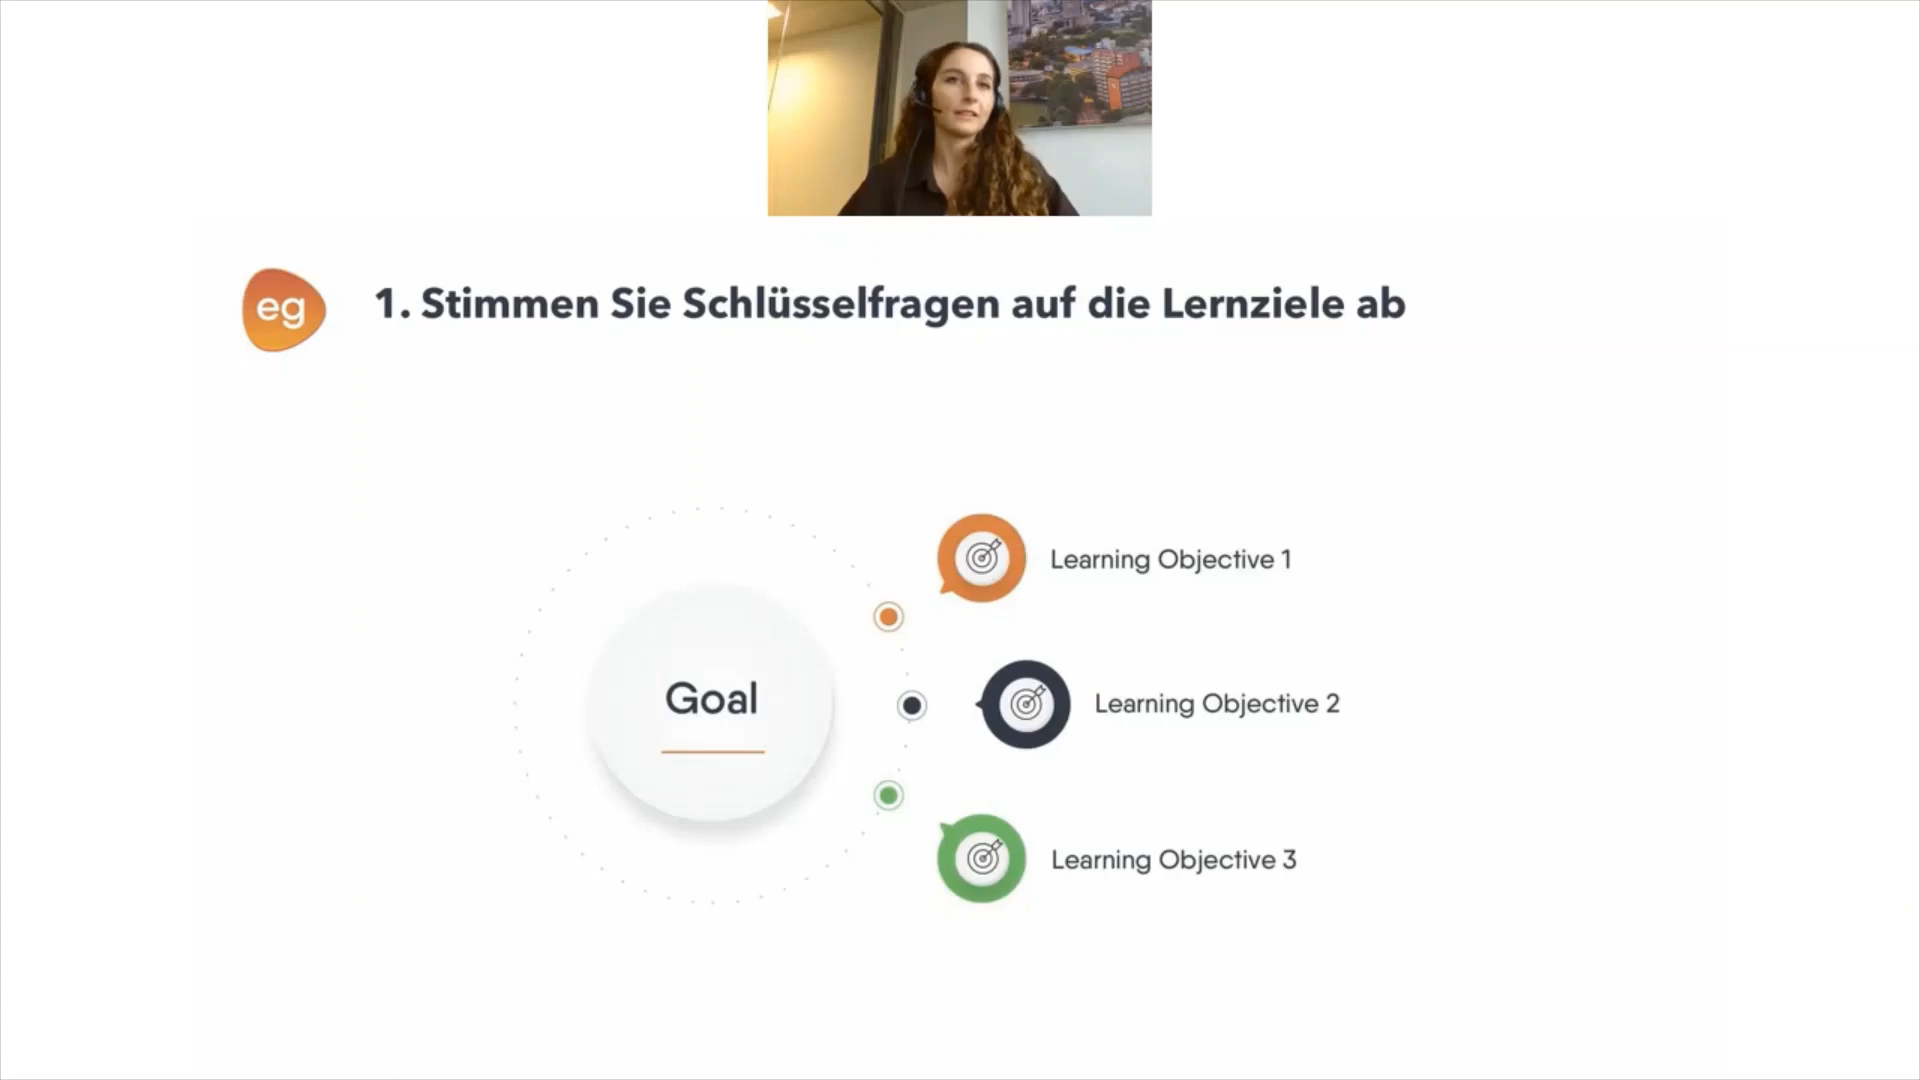 eg
1. Stimmen Sie Schlüsselfragen auf die Lernziele ab
Learning Objective 1
Goal
Learning Objective 2
Learning Objective 3